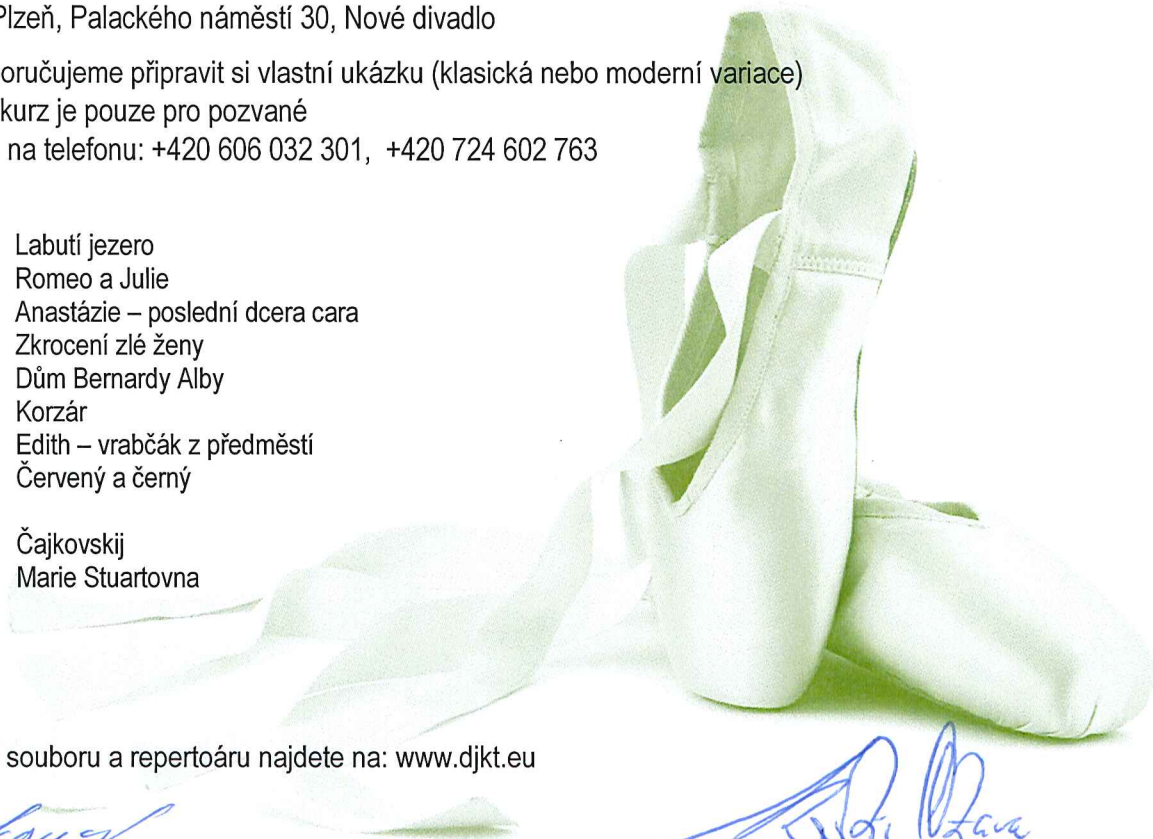 Plzeň, Palackého náměstí 30, Nové divadlo
oručujeme připravit si vlastní ukázku (klasická nebo moderní variace)
kurz je pouze pro pozvané
na telefonu: +420 606 032 301, +420 724 602 763
Labutí jezero
Romeo a Julie
Anastázie – poslední dcera cara
Zkrocení zlé ženy
Dům Bernardy Alby
Korzár
Edith – vrabčák z předměstí
Červený a černý
Čajkovskij
Marie Stuartovna
souboru a repertoáru najdete na: www.djkt.eu